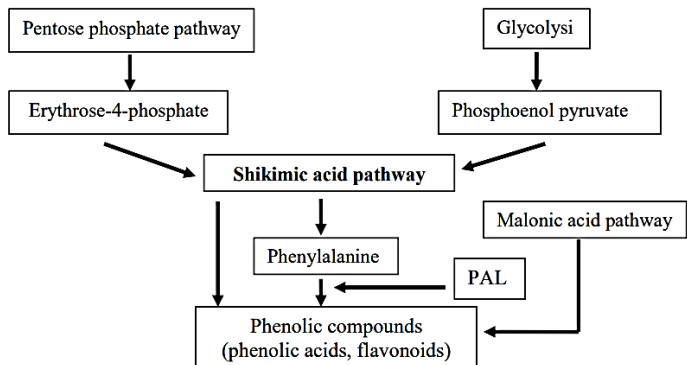 Pentose phosphate pathway
Glycolysi
Erythrose-4-phosphate
Phosphoenol pyruvate
Shikimic acid pathway
Malonic acid pathway
Phenylalanine
PAL
Phenolic compounds
(phenolic acids, flavonoids)